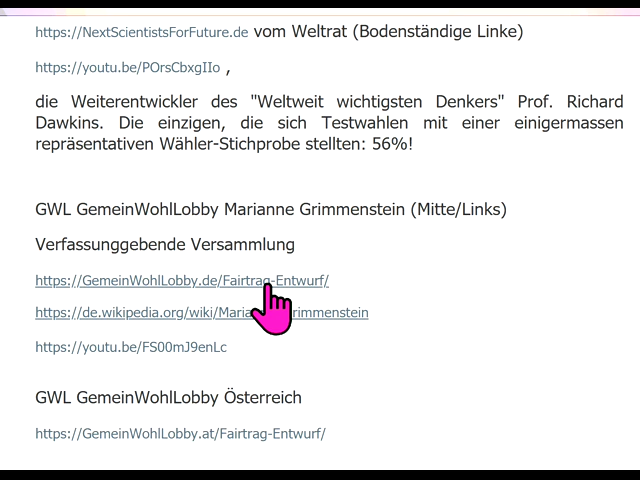 https://NextScientistsForFuture.de vom Weltrat (Bodenständige Linke)
https://youtu.be/POrsCbxgIIo ,
die Weiterentwickler des "Weltweit wichtigsten Denkers" Prof. Richard
Dawkins. Die einzigen, die sich Testwahlen mit einer einigermassen
repräsentativen Wähler-Stichprobe stellten: 56%!
GWL GemeinWohlLobby Marianne Grimmenstein (Mitte/Links)
Verfassunggebende Versammlung
https://GemeinWohlLobby.de/Fairtrag-Entwurf/
https://de.wikipedia.org/wiki/Maria rimmenstein
https://youtu.be/FS00mJ9enLc
GWL GemeinWohlLobby Österreich
https://GemeinWohlLobby.at/Fairtrag-Entwurf/